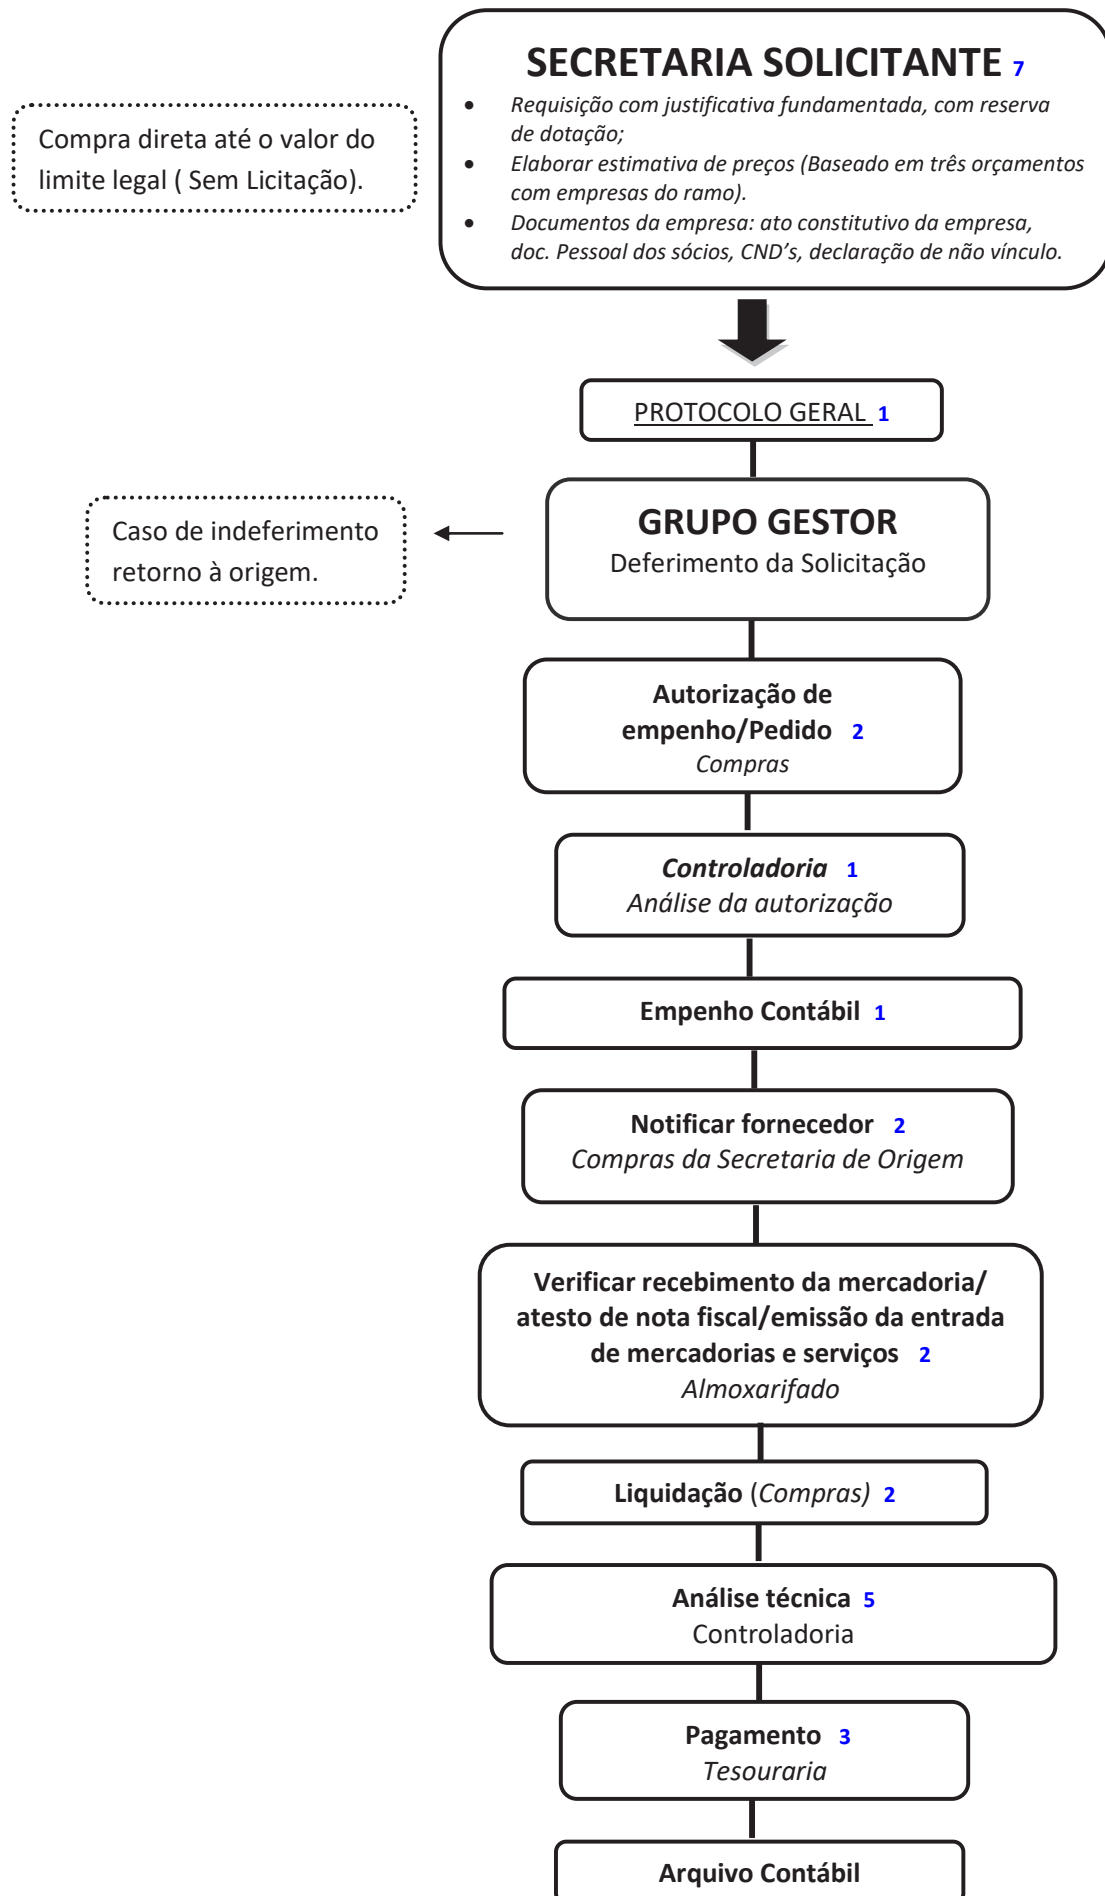 SECRETARIA SOLICITANTE 7
• Requisição com justificativa fundamentada, com reserva
de dotação;
• Elaborar estimativa de preços (Baseado em três orçamentos
com empresas do ramo).
• Documentos da empresa: ato constitutivo da empresa,
doc. Pessoal dos sócios, CND’s, declaração de não vínculo.
Compra direta até o valor do
limite legal ( Sem Licitação).
PROTOCOLO GERAL 1
GRUPO GESTOR
Deferimento da Solicitação
Caso de indeferimento
retorno à origem.
Autorização de
empenho/Pedido 2
Compras
Controladoria 1
Análise da autorização
Empenho Contábil 1
Notificar fornecedor 2
Compras da Secretaria de Origem
Verificar recebimento da mercadoria/
atesto de nota fiscal/emissão da entrada
de mercadorias e serviços 2
Almoxarifado
Liquidação (Compras) 2
Análise técnica 5
Controladoria
Pagamento 3
Tesouraria
Arquivo Contábil